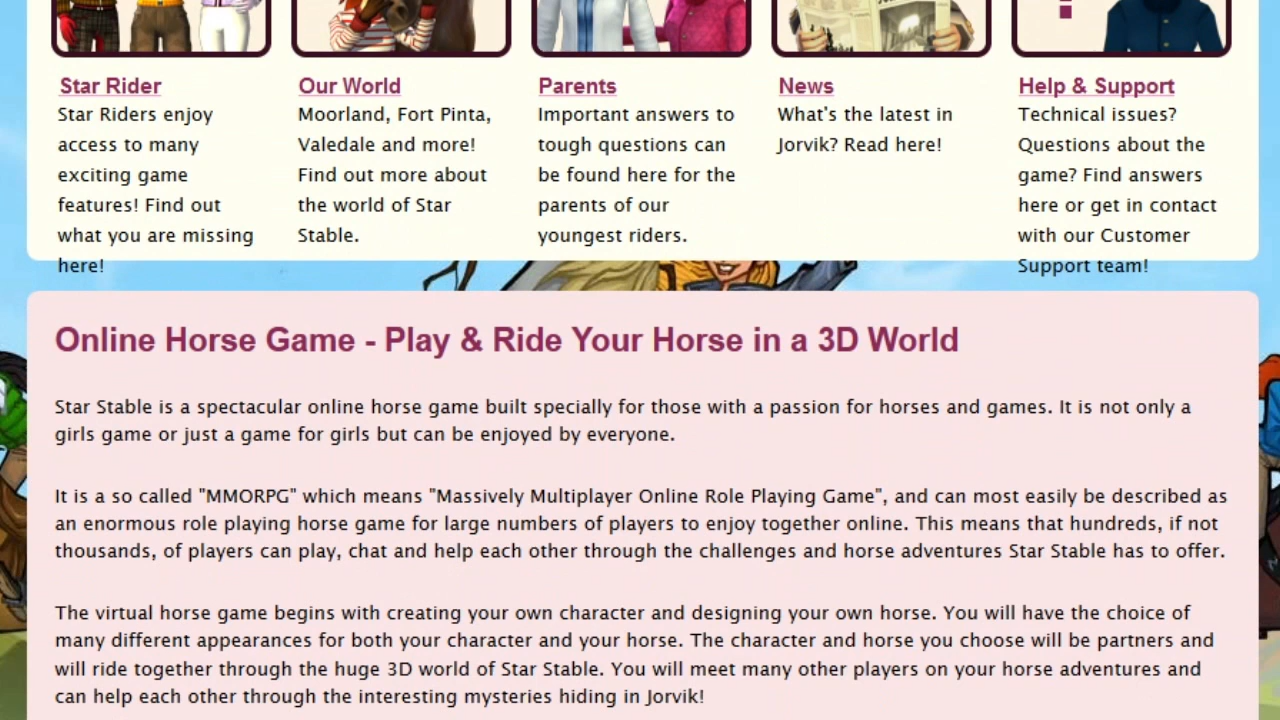 Star Rider
Star Riders enjoy
access to many
exciting game
features! Find out
what you are missing
here!
Our World
Moorland, Fort Pinta,
Valedale and more!
Find out more about
the world of Star
Stable.
Parents
Important answers to
tough questions can
be found here for the
parents of our
youngest riders.
News
What's the latest in
Jorvik? Read here!
Help & Support
Technical issues?
Questions about the
game? Find answers
here or get in contact
with our Customer
Support team!
Online Horse Game - Play & Ride Your Horse in a 3D World
Star Stable is a spectacular online horse game built specially for those with a passion for horses and games. It is not only a
girls game or just a game for girls but can be enjoyed by everyone.
It is a so called "MMORPG" which means "Massively Multiplayer Online Role Playing Game", and can most easily be described as
an enormous role playing horse game for large numbers of players to enjoy together online. This means that hundreds, if not
thousands, of players can play, chat and help each other through the challenges and horse adventures Star Stable has to offer.
The virtual horse game begins with creating your own character and designing your own horse. You will have the choice of
many different appearances for both your character and your horse. The character and horse you choose will be partners and
will ride together through the huge 3D world of Star Stable. You will meet many other players on your horse adventures and
can help each other through the interesting mysteries hiding in Jorvik!